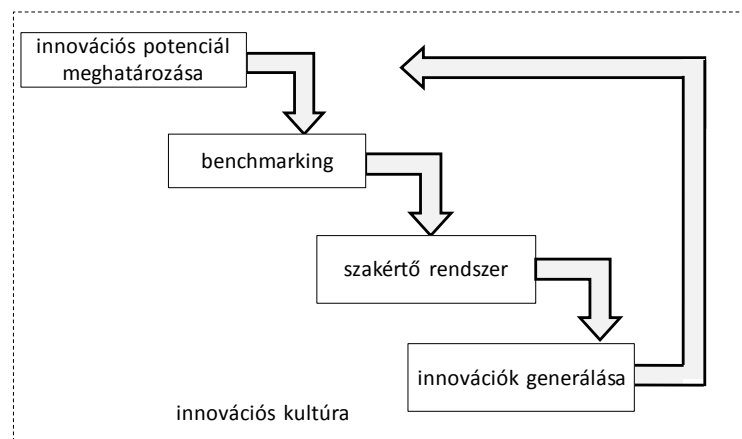 innovációs potenciál
meghatározása
benchmarking
szakértő rendszer
innovációk generálása
innovációs kultúra